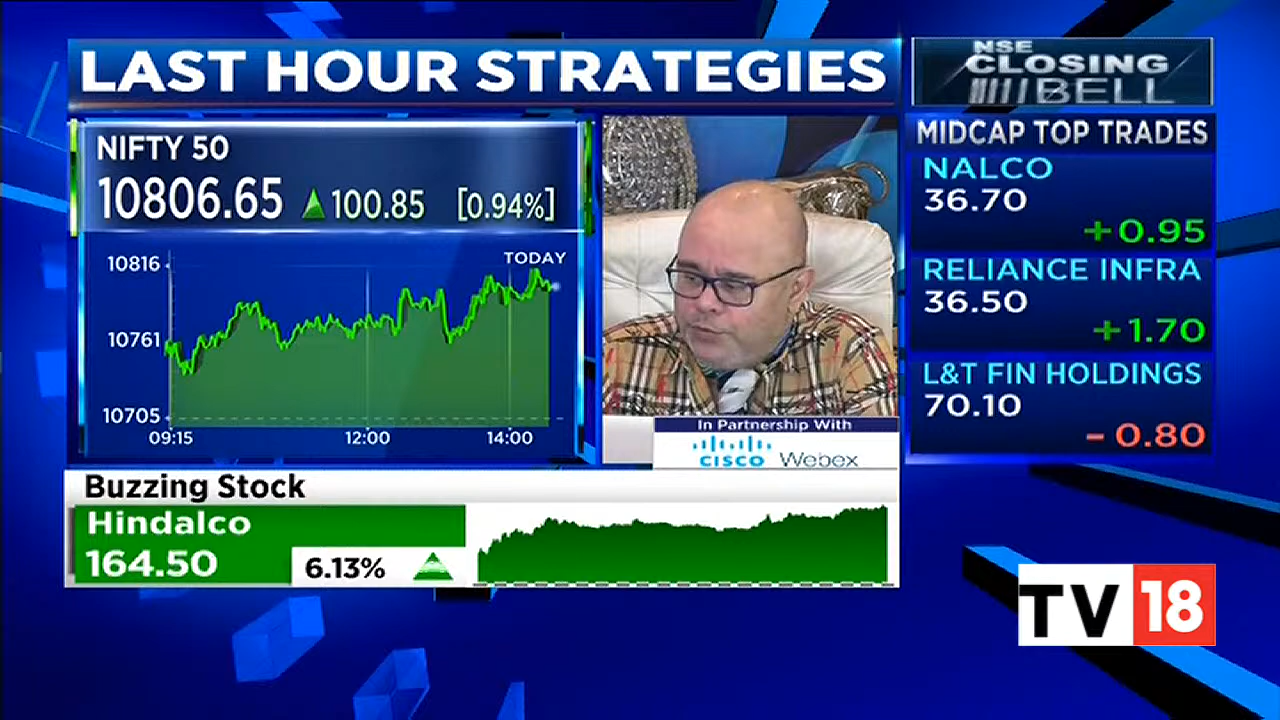 LAST HOUR STRATEGIES
NSE
CLOSING
BELL
NIFTY 50
10806.65 ▲ 100.85 [0.94%]
TODAY
10816
10761
10705
09:15 12:00 14:00
In Partnership With
CISCO Webex
MIDCAP TOP TRADES
NALCO
36.70
+0.95
RELIANCE INFRA
36.50
+1.70
L&T FIN HOLDINGS
70.10
- 0.80
Buzzing Stock
Hindalco
164.50
6.13%
TV 18